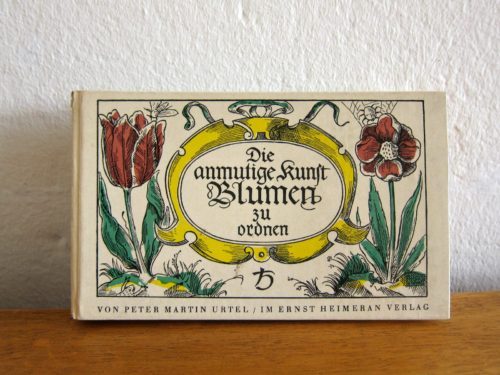 Die
anmutige Kunst
Blumen
zu
ordnen
VON PETER MARTIN URTEL / IM ERNST HEIMERAN VERLAG